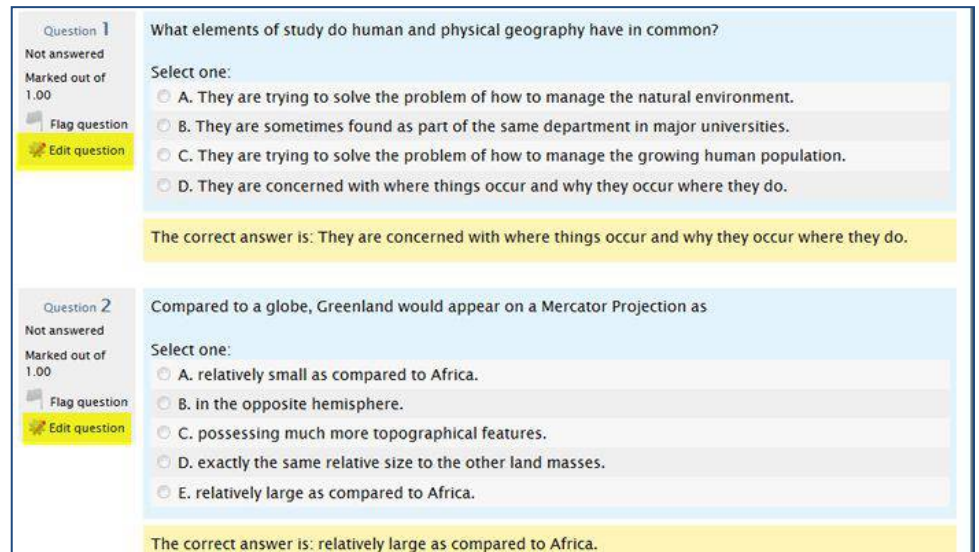 Question 1
Not answered
Marked out of
1.00
Flag question
Edit question
What elements of study do human and physical geography have in common?
Select one:
A. They are trying to solve the problem of how to manage the natural environment.
B. They are sometimes found as part of the same department in major universities.
C. They are trying to solve the problem of how to manage the growing human population.
D. They are concerned with where things occur and why they occur where they do.
The correct answer is: They are concerned with where things occur and why they occur where they do.
Question 2
Not answered
Marked out of
1.00
Flag question
Edit question
Compared to a globe, Greenland would appear on a Mercator Projection as
Select one:
A. relatively small as compared to Africa.
B. in the opposite hemisphere.
C. possessing much more topographical features.
D. exactly the same relative size to the other land masses.
E. relatively large as compared to Africa.
The correct answer is: relatively large as compared to Africa.